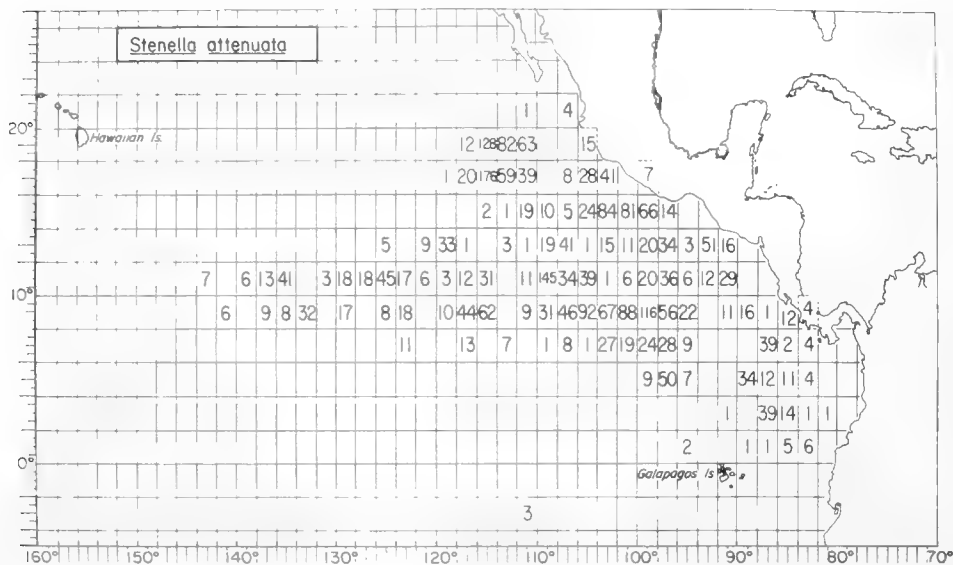 Stenella attenuata
1 4
20°
Hawaiian Is.
12 128 82 63 15
1 20 176 59 39 8 28 41 7
2 1 19 10 5 24 84 81 66 14
5 9 33 1 3 1 19 41 1 15 11 20 34 3 51 16
7 6 13 41 3 18 18 45 17 6 3 12 31 11 145 34 39 1 6 20 36 6 12 29
10°
6 9 8 32 17 8 18 10 44 62 9 31 46 92 67 88 116 56 22 11 16 1 12 4
11 13 7 1 8 1 27 19 24 28 9 39 2 4
9 50 7 34 12 11 4
1 39 14 1 1
2 1 1 5 6
0°
Galapagos Is
3
160° 150° 140° 130° 120° 110° 100° 90° 80° 70°